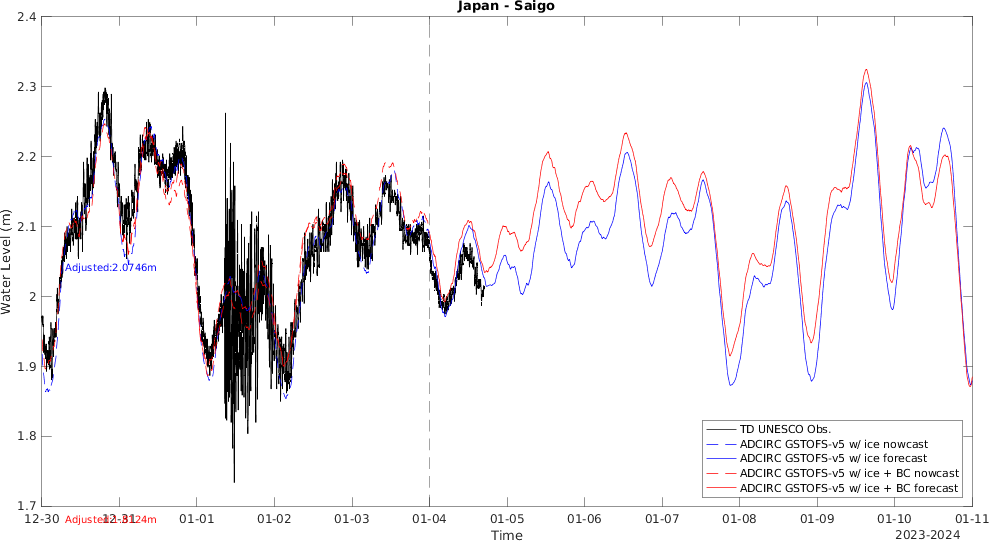 Japan - Saigo
Water Level (m)
2.4
2.3
2.2
2.1
2
1.9
1.8
1.7
Adjusted:2.0746m
TD UNESCO Obs.
ADCIRC GSTOFS-v5 w/ ice nowcast
ADCIRC GSTOFS-v5 w/ ice forecast
ADCIRC GSTOFS-v5 w/ ice + BC nowcast
ADCIRC GSTOFS-v5 w/ ice + BC forecast
12-30 12-31 01-01 01-02 01-03 01-04 01-05 01-06 01-07 01-08 01-09 01-10 01-11
Time
2023-2024